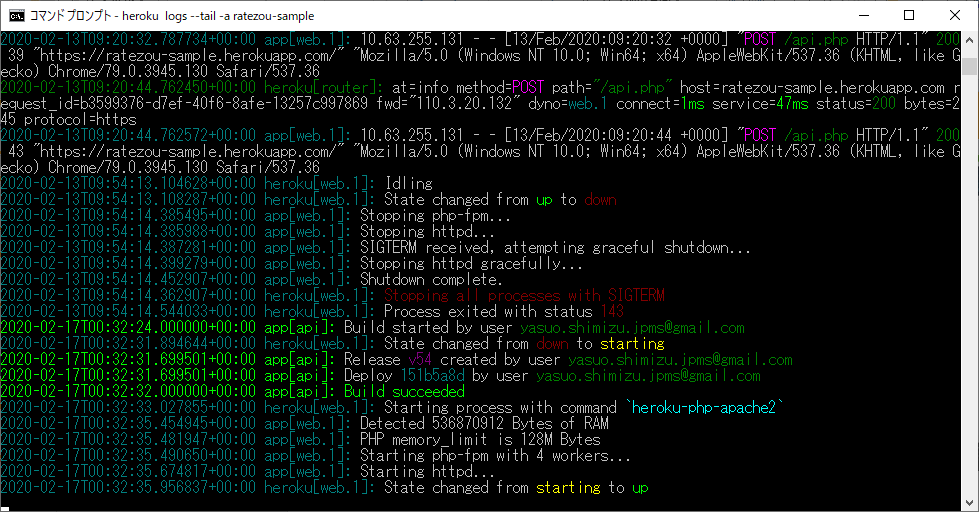 コマンド プロンプト - heroku  logs --tail -a ratezou-sample
2020-02-13T09:20:32.787734+00:00 app[web.1]: 10.63.255.131 - - [13/Feb/2020:09:20:32 +0000] "POST /api.php HTTP/1.1" 200
 39 "https://ratezou-sample.herokuapp.com/" "Mozilla/5.0 (Windows NT 10.0; Win64; x64) AppleWebKit/537.36 (KHTML, like G
ecko) Chrome/79.0.3945.130 Safari/537.36
2020-02-13T09:20:44.762450+00:00 heroku[router]: at=info method=POST path="/api.php" host=ratezou-sample.herokuapp.com r
equest_id=b3599376-d7ef-40f6-8afe-13257c997869 fwd="110.3.20.132" dyno=web.1 connect=1ms service=47ms status=200 bytes=2
45 protocol=https
2020-02-13T09:20:44.762572+00:00 app[web.1]: 10.63.255.131 - - [13/Feb/2020:09:20:44 +0000] "POST /api.php HTTP/1.1" 200
 43 "https://ratezou-sample.herokuapp.com/" "Mozilla/5.0 (Windows NT 10.0; Win64; x64) AppleWebKit/537.36 (KHTML, like G
ecko) Chrome/79.0.3945.130 Safari/537.36
2020-02-13T09:54:13.104628+00:00 heroku[web.1]: Idling
2020-02-13T09:54:13.108287+00:00 heroku[web.1]: State changed from up to down
2020-02-13T09:54:14.385495+00:00 app[web.1]: Stopping php-fpm...
2020-02-13T09:54:14.385988+00:00 app[web.1]: Stopping httpd...
2020-02-13T09:54:14.387231+00:00 app[web.1]: SIGTERM received, attempting graceful shutdown...
2020-02-13T09:54:14.399279+00:00 app[web.1]: Stopping httpd gracefully...
2020-02-13T09:54:14.452907+00:00 app[web.1]: Shutdown complete.
2020-02-13T09:54:14.362907+00:00 heroku[web.1]: Stopping all processes with SIGTERM
2020-02-13T09:54:14.544033+00:00 heroku[web.1]: Process exited with status 143
2020-02-17T00:32:24.000000+00:00 app[api]: Build started by user yasuo.shimizu.jpms@gmail.com
2020-02-17T00:32:31.894644+00:00 heroku[web.1]: State changed from down to starting
2020-02-17T00:32:31.699501+00:00 app[api]: Release v54 created by user yasuo.shimizu.jpms@gmail.com
2020-02-17T00:32:31.699501+00:00 app[api]: Deploy 151b5a8d by user yasuo.shimizu.jpms@gmail.com
2020-02-17T00:32:32.000000+00:00 app[api]: Build succeeded
2020-02-17T00:32:33.027855+00:00 heroku[web.1]: Starting process with command `heroku-php-apache2`
2020-02-17T00:32:35.454945+00:00 app[web.1]: Detected 536870912 Bytes of RAM
2020-02-17T00:32:35.481947+00:00 app[web.1]: PHP memory_limit is 128M Bytes
2020-02-17T00:32:35.490650+00:00 app[web.1]: Starting php-fpm with 4 workers...
2020-02-17T00:32:35.674817+00:00 app[web.1]: Starting httpd...
2020-02-17T00:32:35.956837+00:00 heroku[web.1]: State changed from starting to up